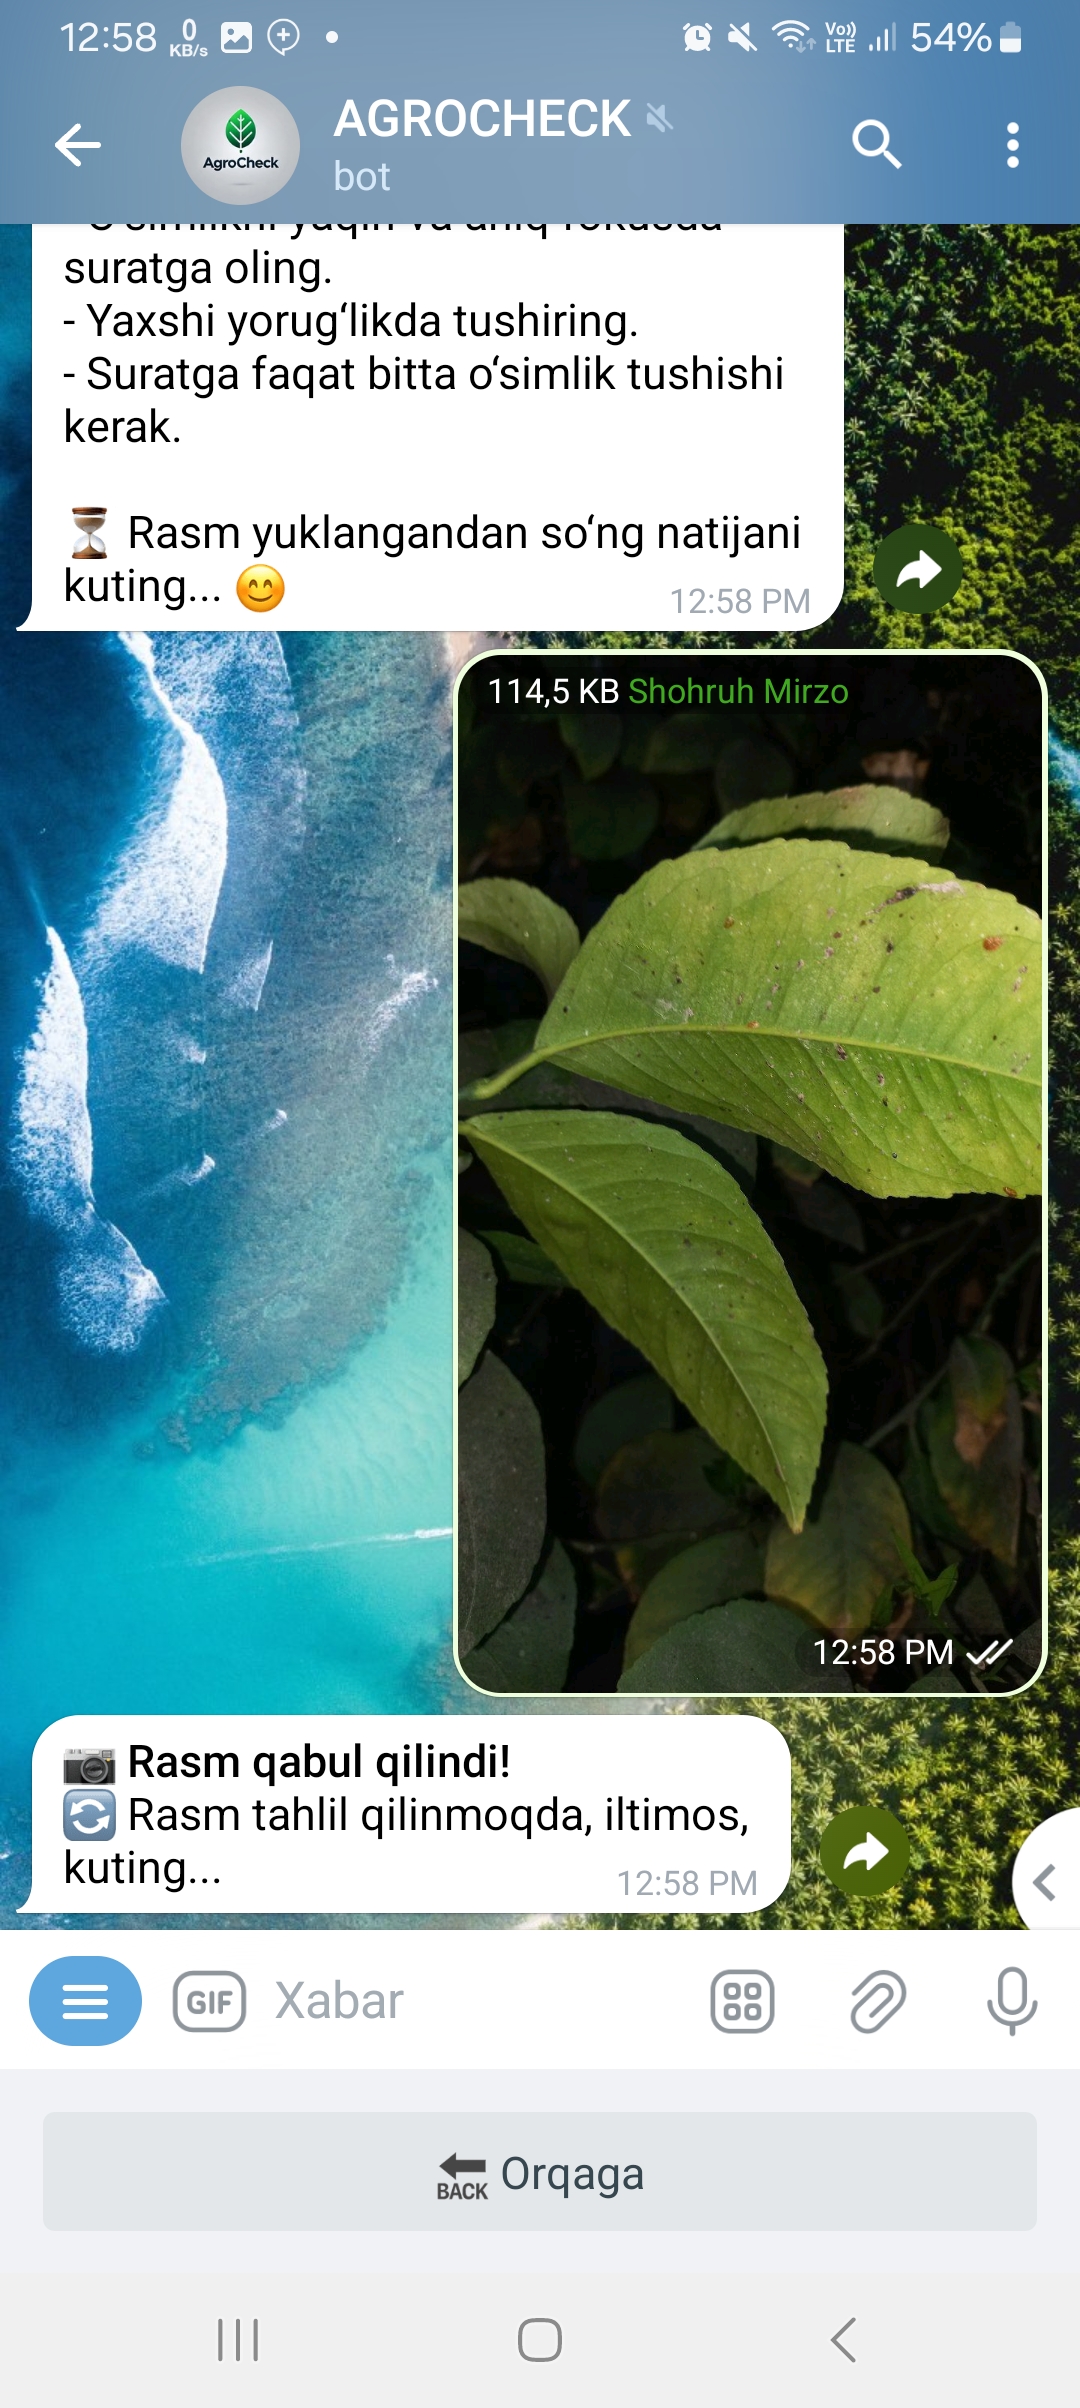 12:58 0 KB/s Vo)) LTE 54%
AGROCHECK
AgroCheck
bot
suratga oling.
- Yaxshi yorug‘likda tushiring.
- Suratga faqat bitta o‘simlik tushishi
kerak.
⏳ Rasm yuklangandan so‘ng natijani
kuting... 😊
12:58 PM
114,5 KB Shohruh Mirzo
12:58 PM
📷 Rasm qabul qilindi!
🔄 Rasm tahlil qilinmoqda, iltimos,
kuting...
12:58 PM
GIF Xabar
BACK Orqaga